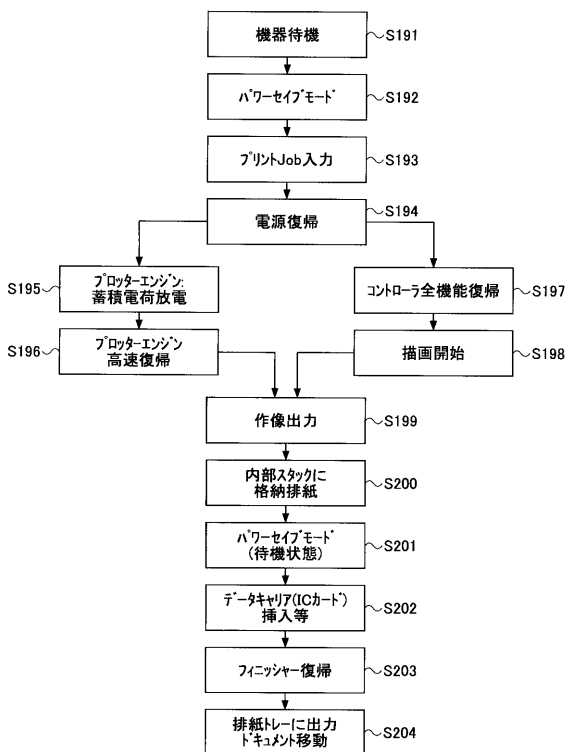 機器待機
S191
パワーセイブモード
S192
プリントJob入力
S193
電源復帰
S194
プロッターエンジン:
蓄積電荷放電
S195
コントローラ全機能復帰
S197
プロッターエンジン
高速復帰
S196
描画開始
S198
作像出力
S199
内部スタックに
格納排紙
S200
パワーセイブモード
(待機状態)
S201
データキャリア(ICカード)
挿入等
S202
フィニッシャー復帰
S203
排紙トレーに出力
ドキュメント移動
S204